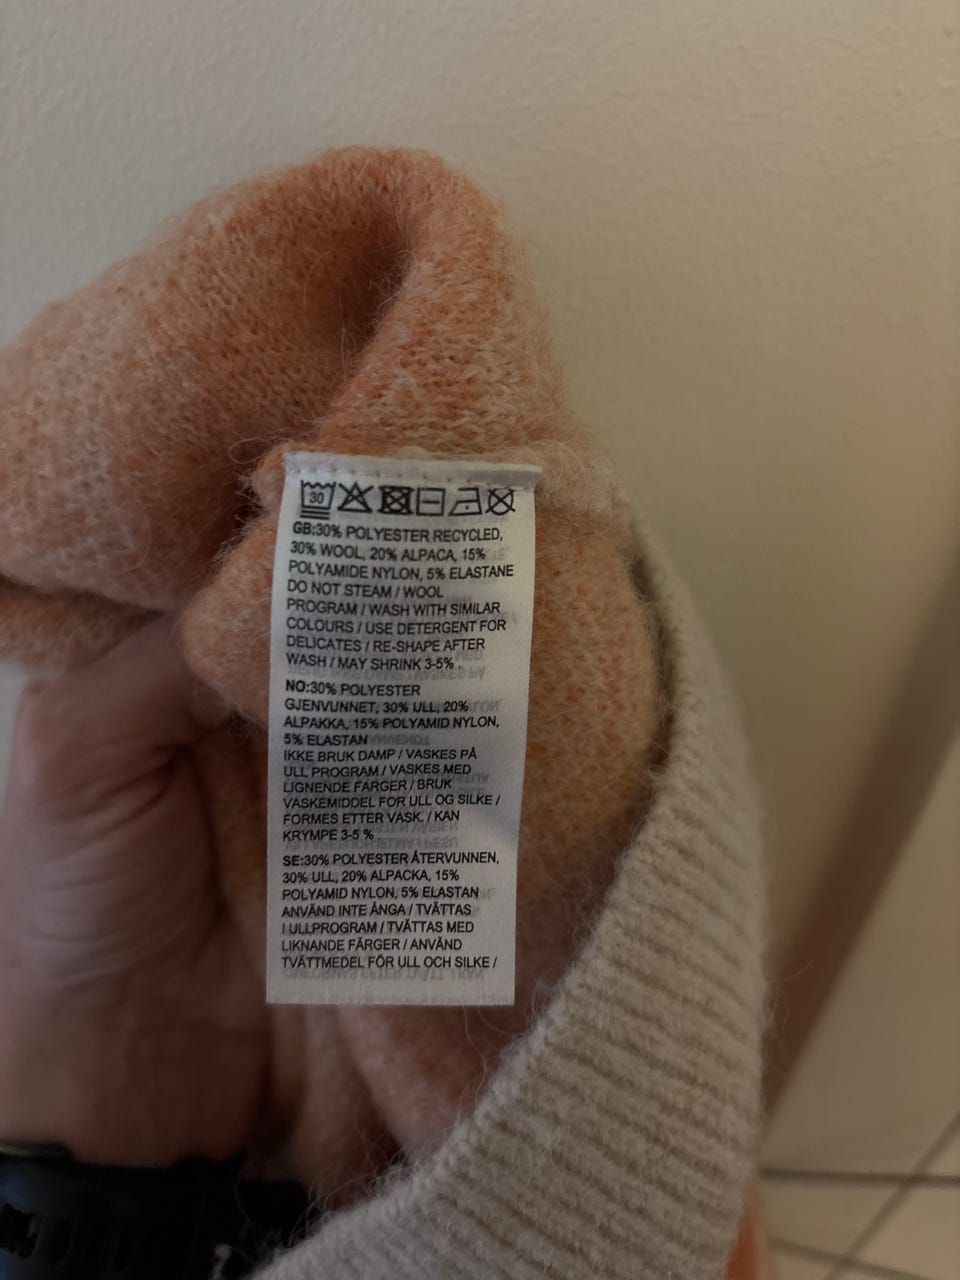 30
GB:30% POLYESTER RECYCLED,
30% WOOL, 20% ALPACA, 15%
POLYAMIDE NYLON, 5% ELASTANE
DO NOT STEAM / WOOL
PROGRAM / WASH WITH SIMILAR
COLOURS / USE DETERGENT FOR
DELICATES / RE-SHAPE AFTER
WASH / MAY SHRINK 3-5% .
NO:30% POLYESTER
GJENVUNNET, 30% ULL, 20%
ALPAKKA, 15% POLYAMID NYLON,
5% ELASTAN
IKKE BRUK DAMP / VASKES PÅ
ULL PROGRAM / VASKES MED
LIGNENDE FARGER / BRUK
VASKEMIDDEL FOR ULL OG SILKE /
FORMES ETTER VASK. / KAN
KRYMPE 3-5 % .
SE:30% POLYESTER ÅTERVUNNEN,
30% ULL, 20% ALPACKA, 15%
POLYAMID NYLON, 5% ELASTAN
ANVÄND INTE ÅNGA / TVÄTTAS
I ULLPROGRAM / TVÄTTAS MED
LIKNANDE FÄRGER / ANVÄND
TVÄTTMEDEL FÖR ULL OCH SILKE /